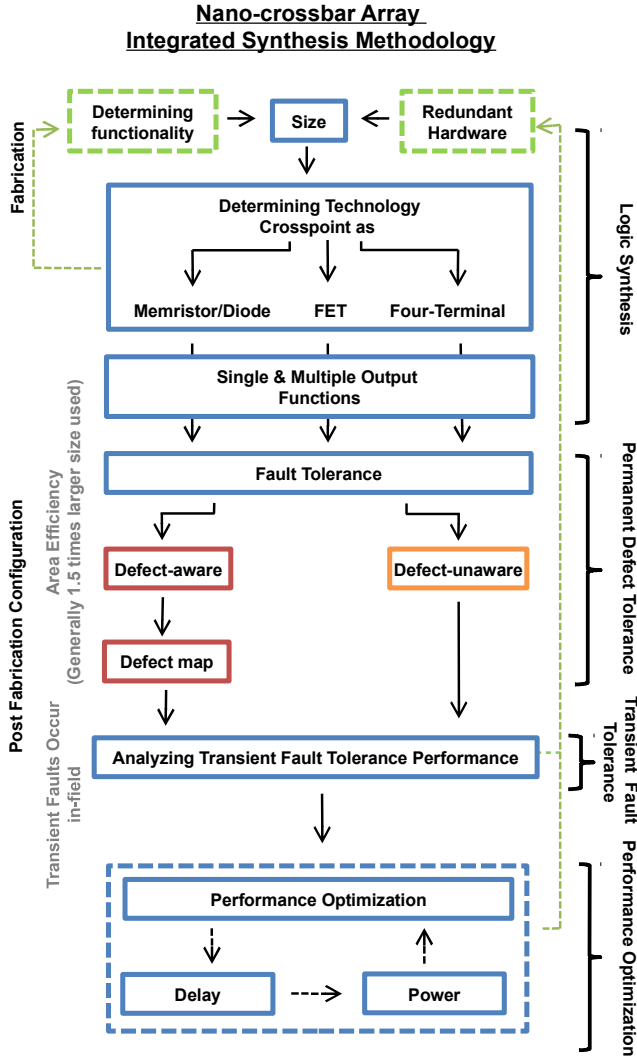 Nano-crossbar Array
Integrated Synthesis Methodology
Determining
functionality
Size
Redundant
Hardware
Fabrication
Logic Synthesis
Determining Technology
Crosspoint as
Memristor/Diode
FET
Four-Terminal
Single & Multiple Output
Functions
Post Fabrication Configuration
Area Efficiency
(Generally 1.5 times larger size used)
Fault Tolerance
Permanent Defect Tolerance
Defect-aware
Defect-unaware
Defect map
Transient Faults Occur
in-field
Analyzing Transient Fault Tolerance Performance
Transient Fault
Tolerance
Performance Optimization
Performance Optimization
Delay
Power